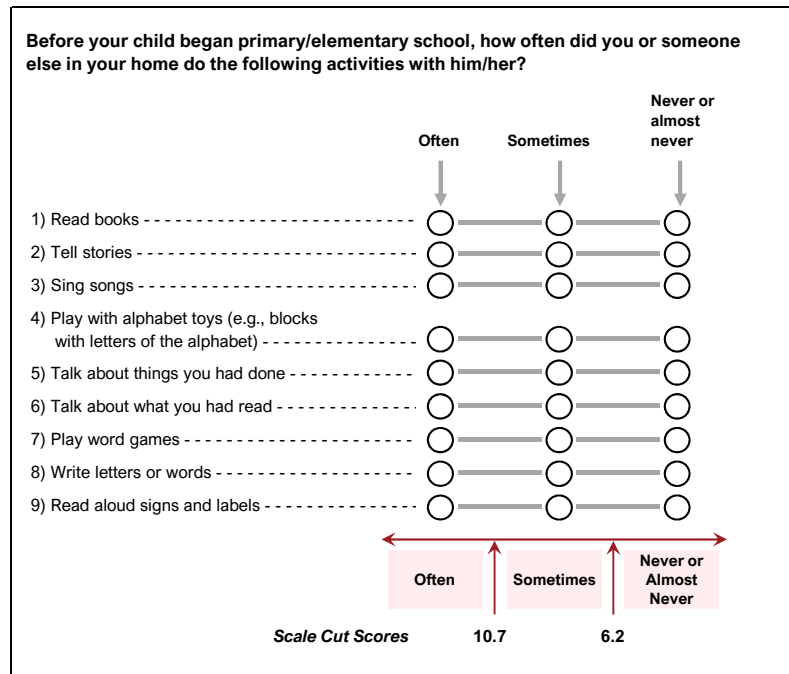 Before your child began primary/elementary school, how often did you or someone
else in your home do the following activities with him/her?
Never or
almost
Often Sometimes never
1) Read books
2) Tell stories
3) Sing songs
4) Play with alphabet toys (e.g., blocks
with letters of the alphabet)
5) Talk about things you had done
6) Talk about what you had read
7) Play word games
8) Write letters or words
9) Read aloud signs and labels
Never or
Often Sometimes Almost
Never
Scale Cut Scores 10.7 6.2